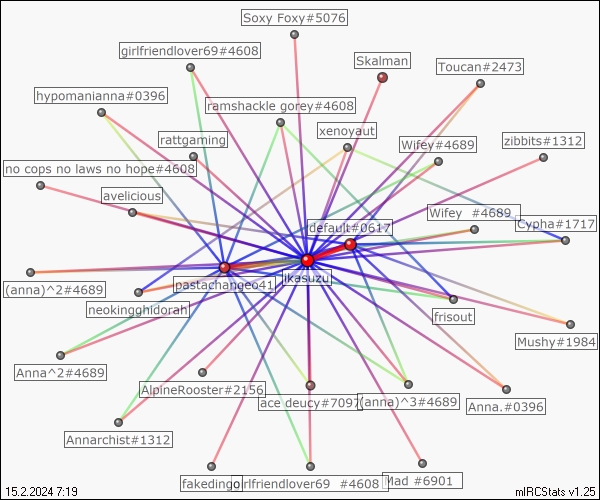 Soxy Foxy#5076
girlfriendlover69#4608
Skalman
Toucan#2473
hypomanianna#0396
ramshackle gorey#4608
xenoyaut
rattgaming
Wifey#4689
zibbits#1312
no cops no laws no hope#4608
avelicious
default#0617
Wifey #4689
Cypha#1717
ikasuzu
(anna)^2#4689
pastachangeo41
neokingghidorah
frisout
Mushy#1984
Anna^2#4689
AlpineRooster#2156
ace deucy#7097
(anna)^3#4689
Anna.#0396
Annarchist#1312
fakedingo
girlfriendlover69 #4608
Mad #6901
15.2.2024 7:19
mIRCStats v1.25